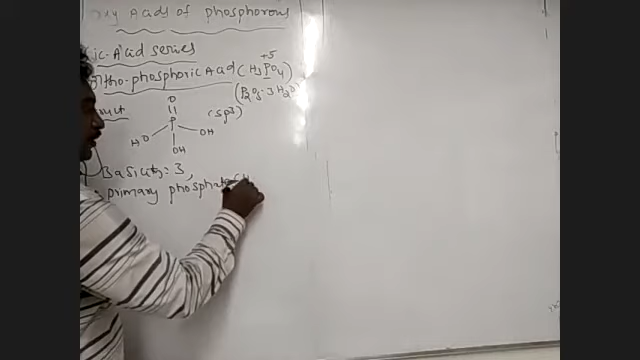 Oxy Acids of phosphorous
ic-Acid series
Ortho-phosphoric Acid (H3PO4)
+5
(P2O5.3H2O)
O
P
(sp3)
HO
OH
OH
Basicity = 3,
primary phosphate